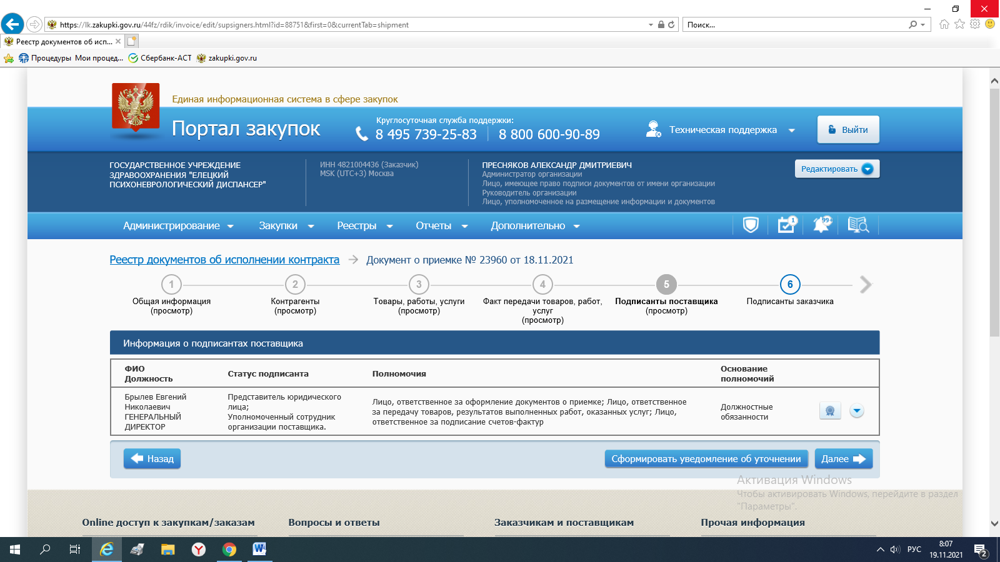 https://lk.zakupki.gov.ru/44fz/rdik/invoice/edit/supsigners.html?id=88751&first=0&currentTab=shipment
Поиск...
Реестр документов об исп...
Процедуры Мои процед... Сбербанк-АСТ zakupki.gov.ru
Единая информационная система в сфере закупок
Портал закупок
Круглосуточная служба поддержки:
8 495 739-25-83 8 800 600-90-89
Техническая поддержка
Выйти
ГОСУДАРСТВЕННОЕ УЧРЕЖДЕНИЕ
ЗДРАВООХРАНЕНИЯ "ЕЛЕЦКИЙ
ПСИХОНЕВРОЛОГИЧЕСКИЙ ДИСПАНСЕР"
ИНН 4821004436 (Заказчик)
MSK (UTC+3) Москва
ПРЕСНЯКОВ АЛЕКСАНДР ДМИТРИЕВИЧ
Администратор организации
Лицо, имеющее право подписи документов от имени организации
Руководитель организации
Лицо, уполномоченное на размещение информации и документов
Редактировать
Администрирование Закупки Реестры Отчеты Дополнительно
1
99+
Реестр документов об исполнении контракта Документ о приемке № 23960 от 18.11.2021
1
Общая информация
(просмотр)
2
Контрагенты
(просмотр)
3
Товары, работы, услуги
(просмотр)
4
Факт передачи товаров, работ,
услуг
(просмотр)
5
Подписанты поставщика
(просмотр)
6
Подписанты заказчика
Информация о подписантах поставщика
ФИО
Должность
Статус подписанта
Полномочия
Основание
полномочий
Брылев Евгений
Николаевич
ГЕНЕРАЛЬНЫЙ
ДИРЕКТОР
Представитель юридического
лица;
Уполномоченный сотрудник
организации поставщика.
Лицо, ответственное за оформление документов о приемке; Лицо, ответственное
за передачу товаров, результатов выполненных работ, оказанных услуг; Лицо,
ответственное за подписание счетов-фактур
Должностные
обязанности
Назад
Сформировать уведомление об уточнении
Далее
Активация Windows
Чтобы активировать Windows, перейдите в раздел
"Параметры".
Online доступ к закупкам/заказам Вопросы и ответы Заказчикам и поставщикам Прочая информация
РУС
8:07
19.11.2021
2